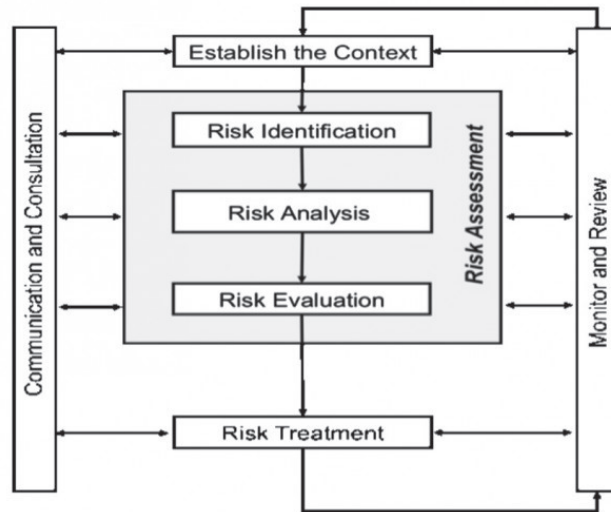 Establish the Context
Communication and Consultation
Risk Identification
Risk Analysis
Risk Evaluation
Risk Assessment
Monitor and Review
Risk Treatment